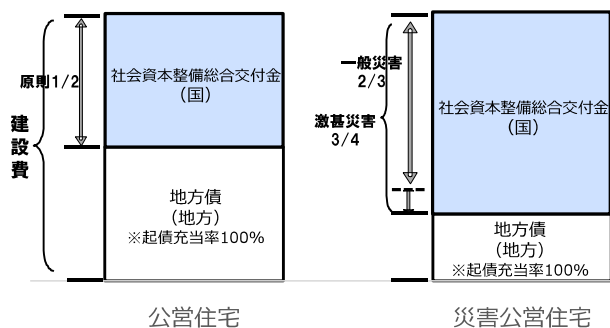 建設費
原則1/2
社会資本整備総合交付金
(国)
地方債
(地方)
※起債充当率100%
公営住宅
一般災害
2/3
激甚災害
3/4
社会資本整備総合交付金
(国)
地方債
(地方)
※起債充当率100%
災害公営住宅